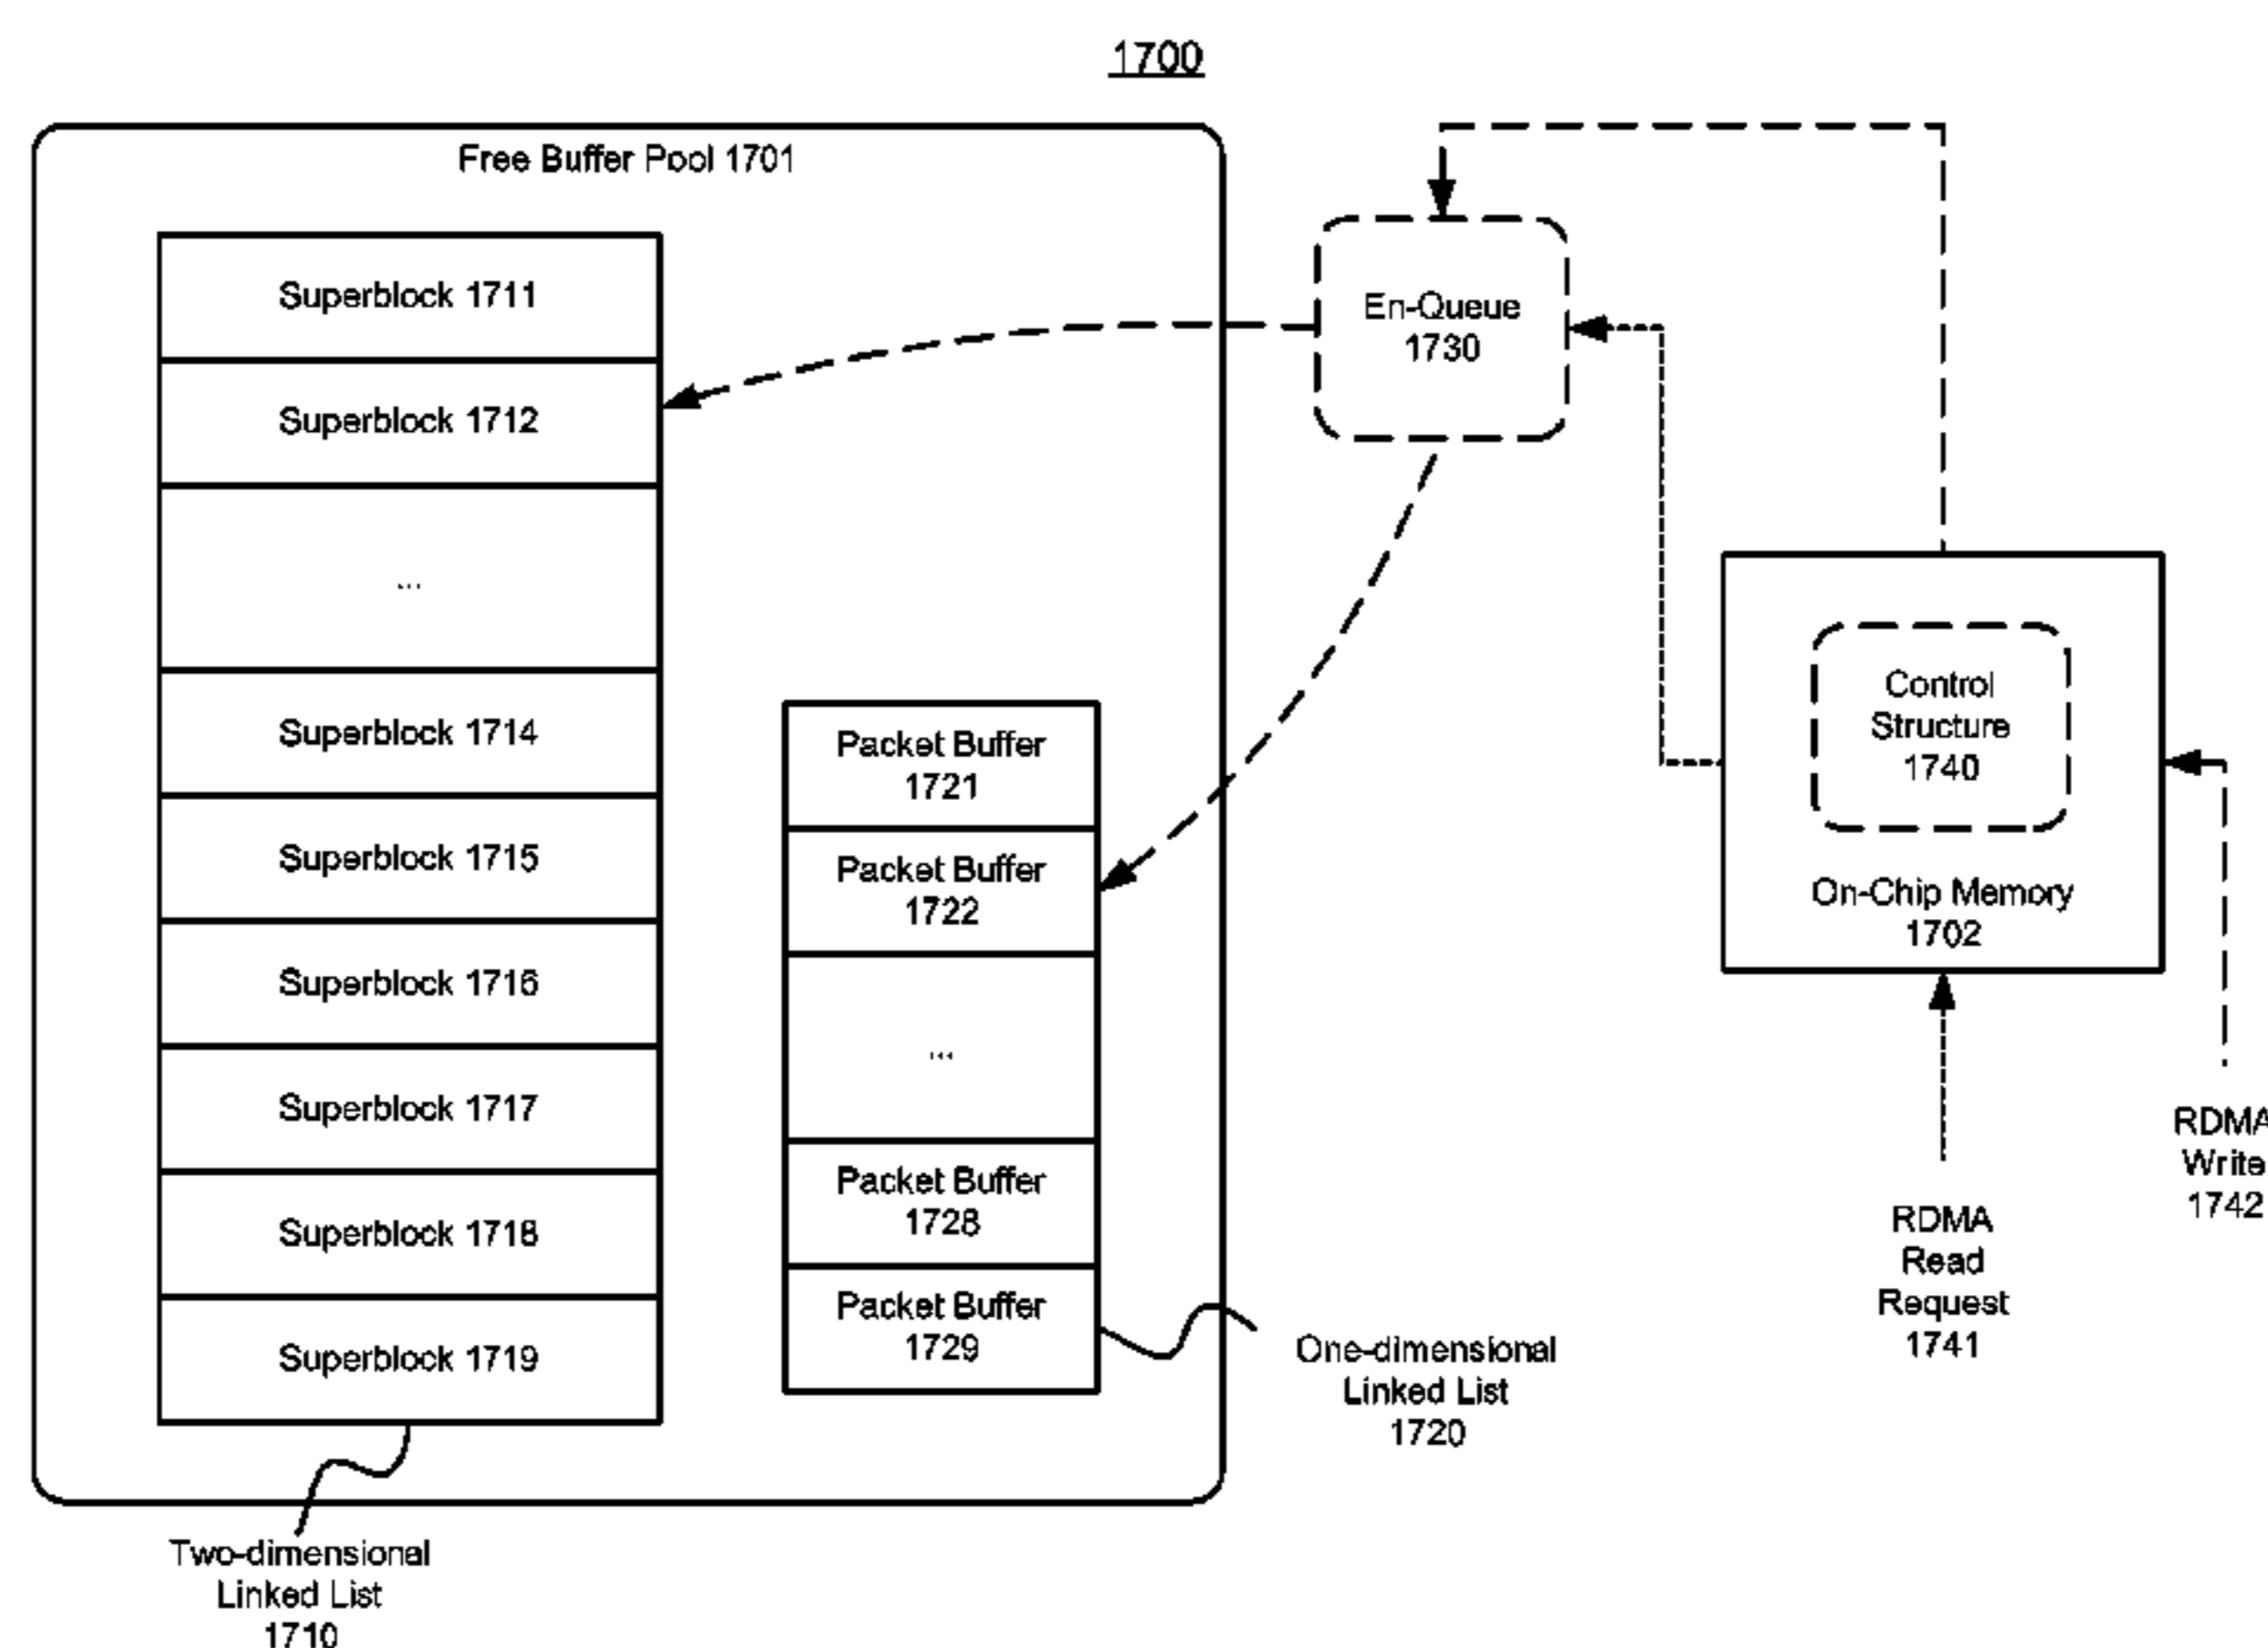 1700
Free Buffer Pool 1701
Superblock 1711
Superblock 1712
...
Superblock 1714
Superblock 1715
Superblock 1716
Superblock 1717
Superblock 1718
Superblock 1719
Two-dimensional
Linked List
1710
Packet Buffer
1721
Packet Buffer
1722
...
Packet Buffer
1728
Packet Buffer
1729
One-dimensional
Linked List
1720
En-Queue
1730
Control
Structure
1740
On-Chip Memory
1702
RDMA
Read
Request
1741
RDMA
Write
1742